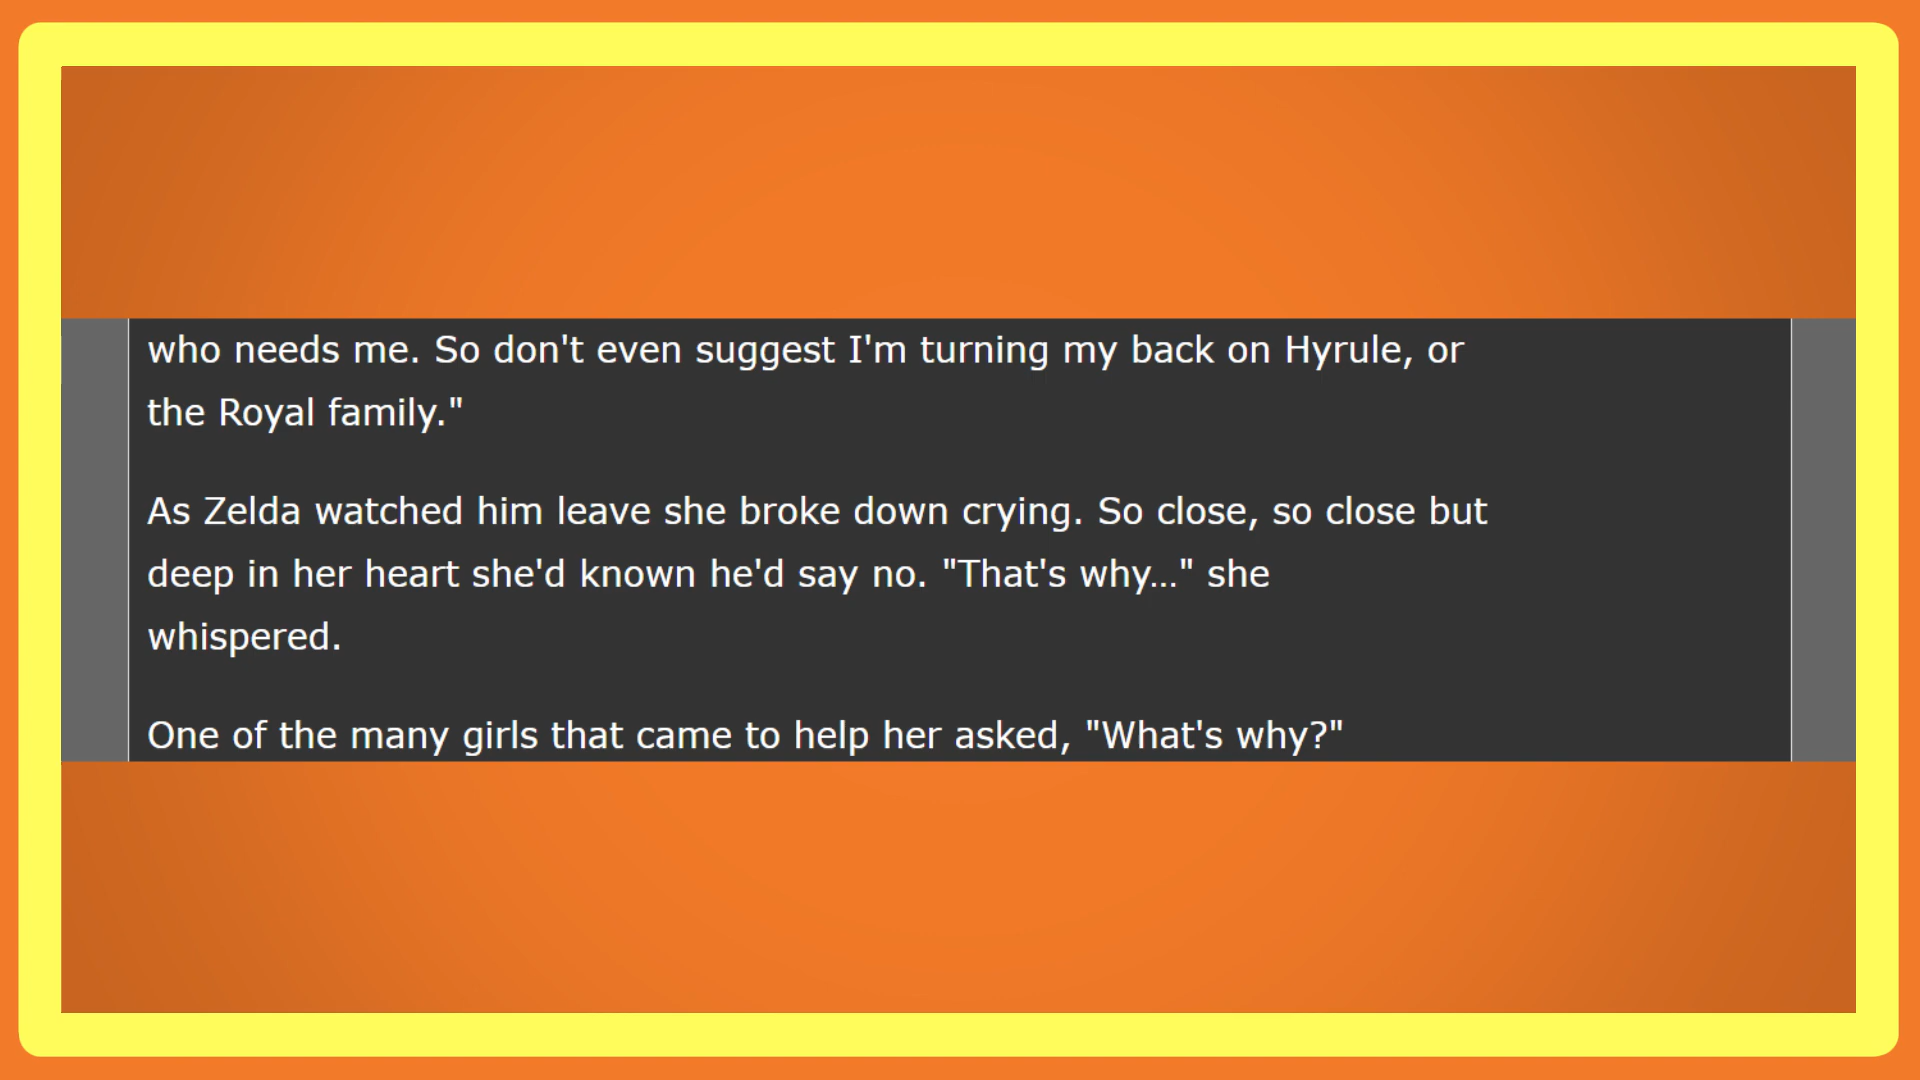 who needs me. So don't even suggest I'm turning my back on Hyrule, or
the Royal family."
As Zelda watched him leave she broke down crying. So close, so close but
deep in her heart she'd known he'd say no. "That's why..." she
whispered.
One of the many girls that came to help her asked, "What's why?"